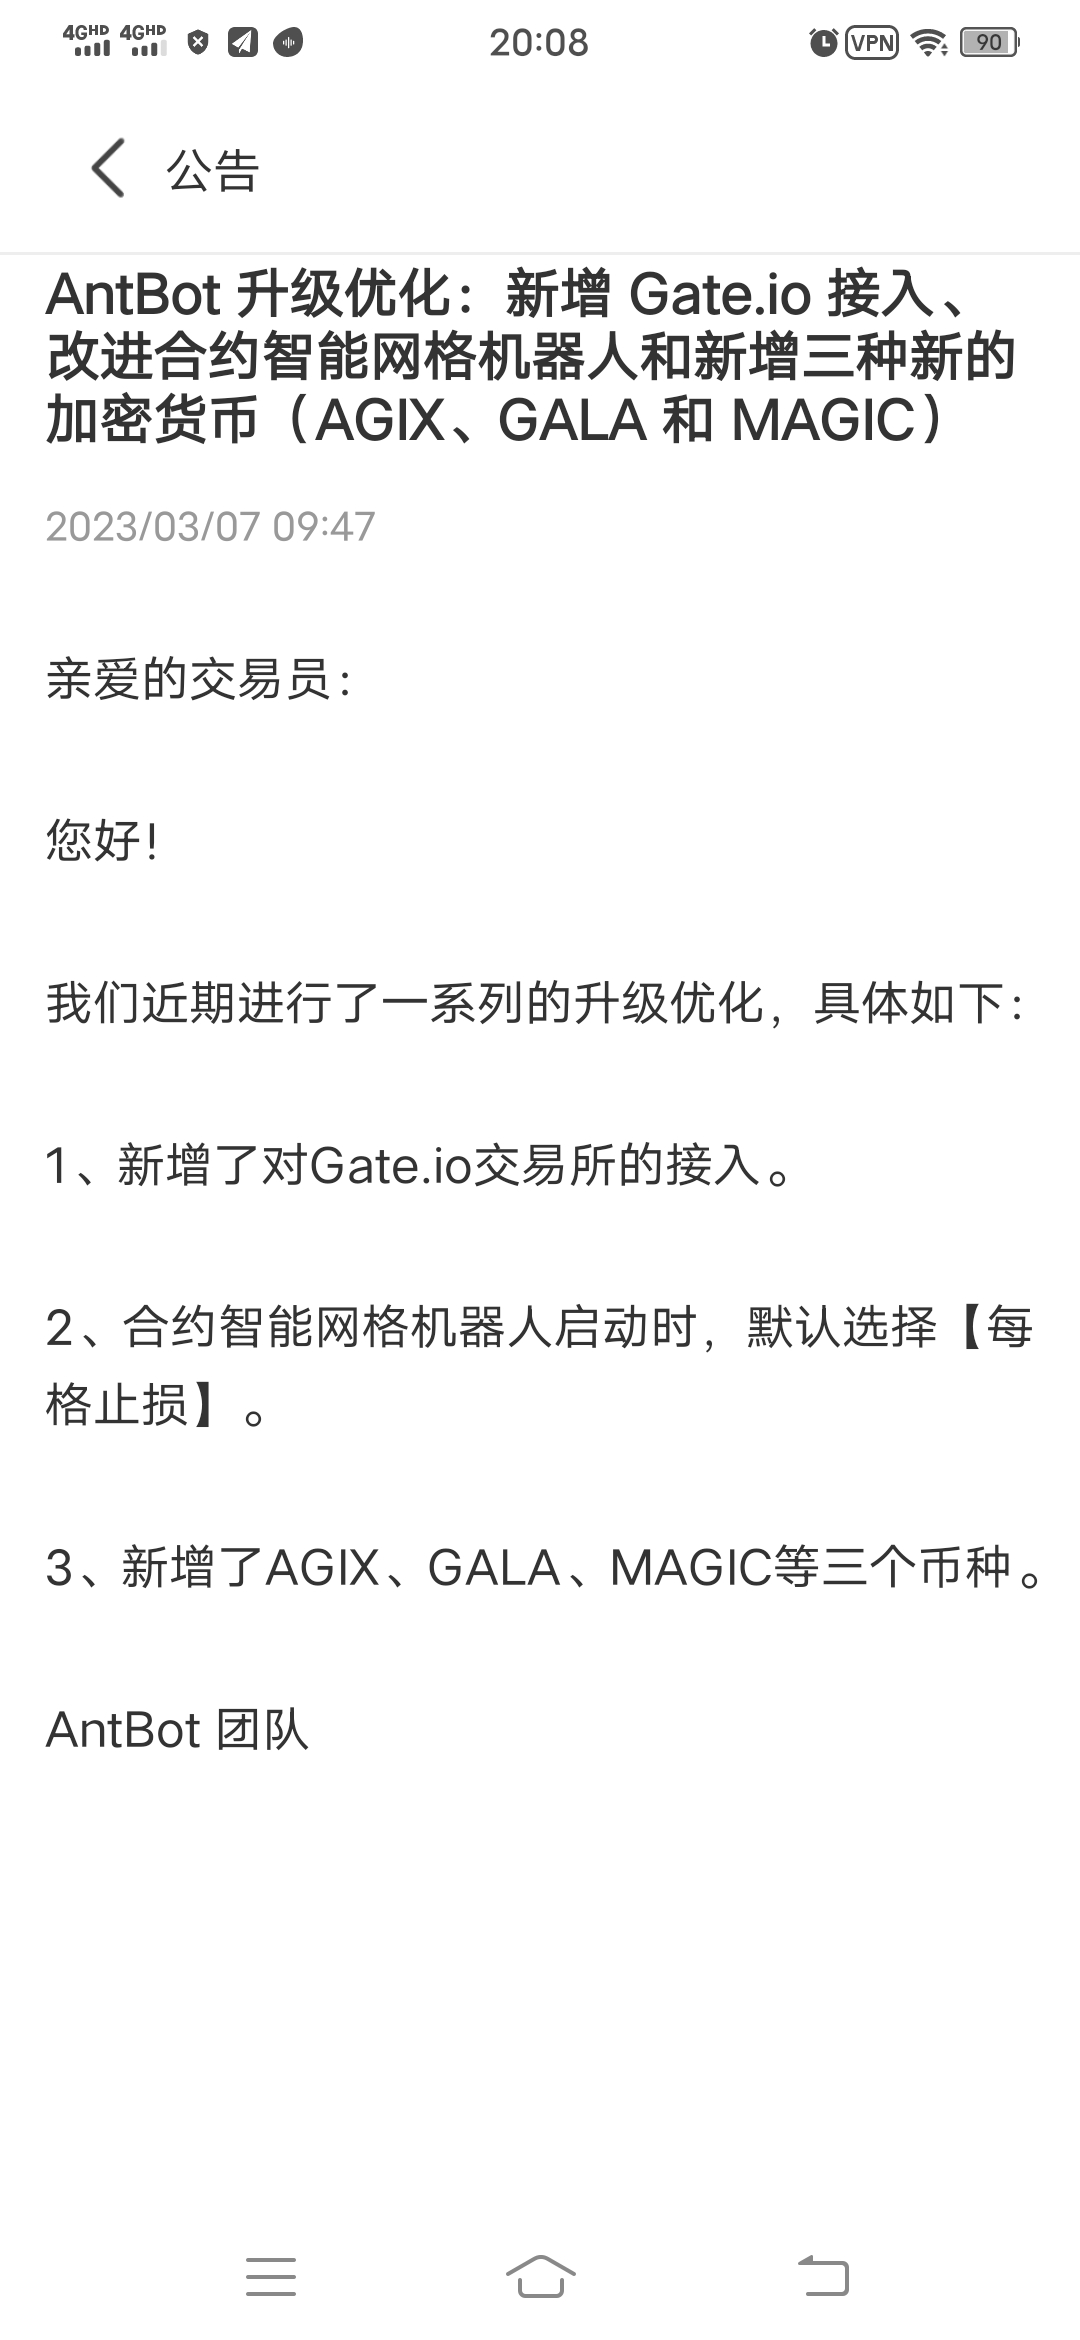 4GHD 4GHD 20:08 VPN 90
公告
AntBot 升级优化：新增 Gate.io 接入、
改进合约智能网格机器人和新增三种新的
加密货币（AGIX、GALA 和 MAGIC）
2023/03/07 09:47
亲爱的交易员：
您好！
我们近期进行了一系列的升级优化，具体如下：
1、新增了对Gate.io交易所的接入。
2、合约智能网格机器人启动时，默认选择【每
格止损】。
3、新增了AGIX、GALA、MAGIC等三个币种。
AntBot 团队